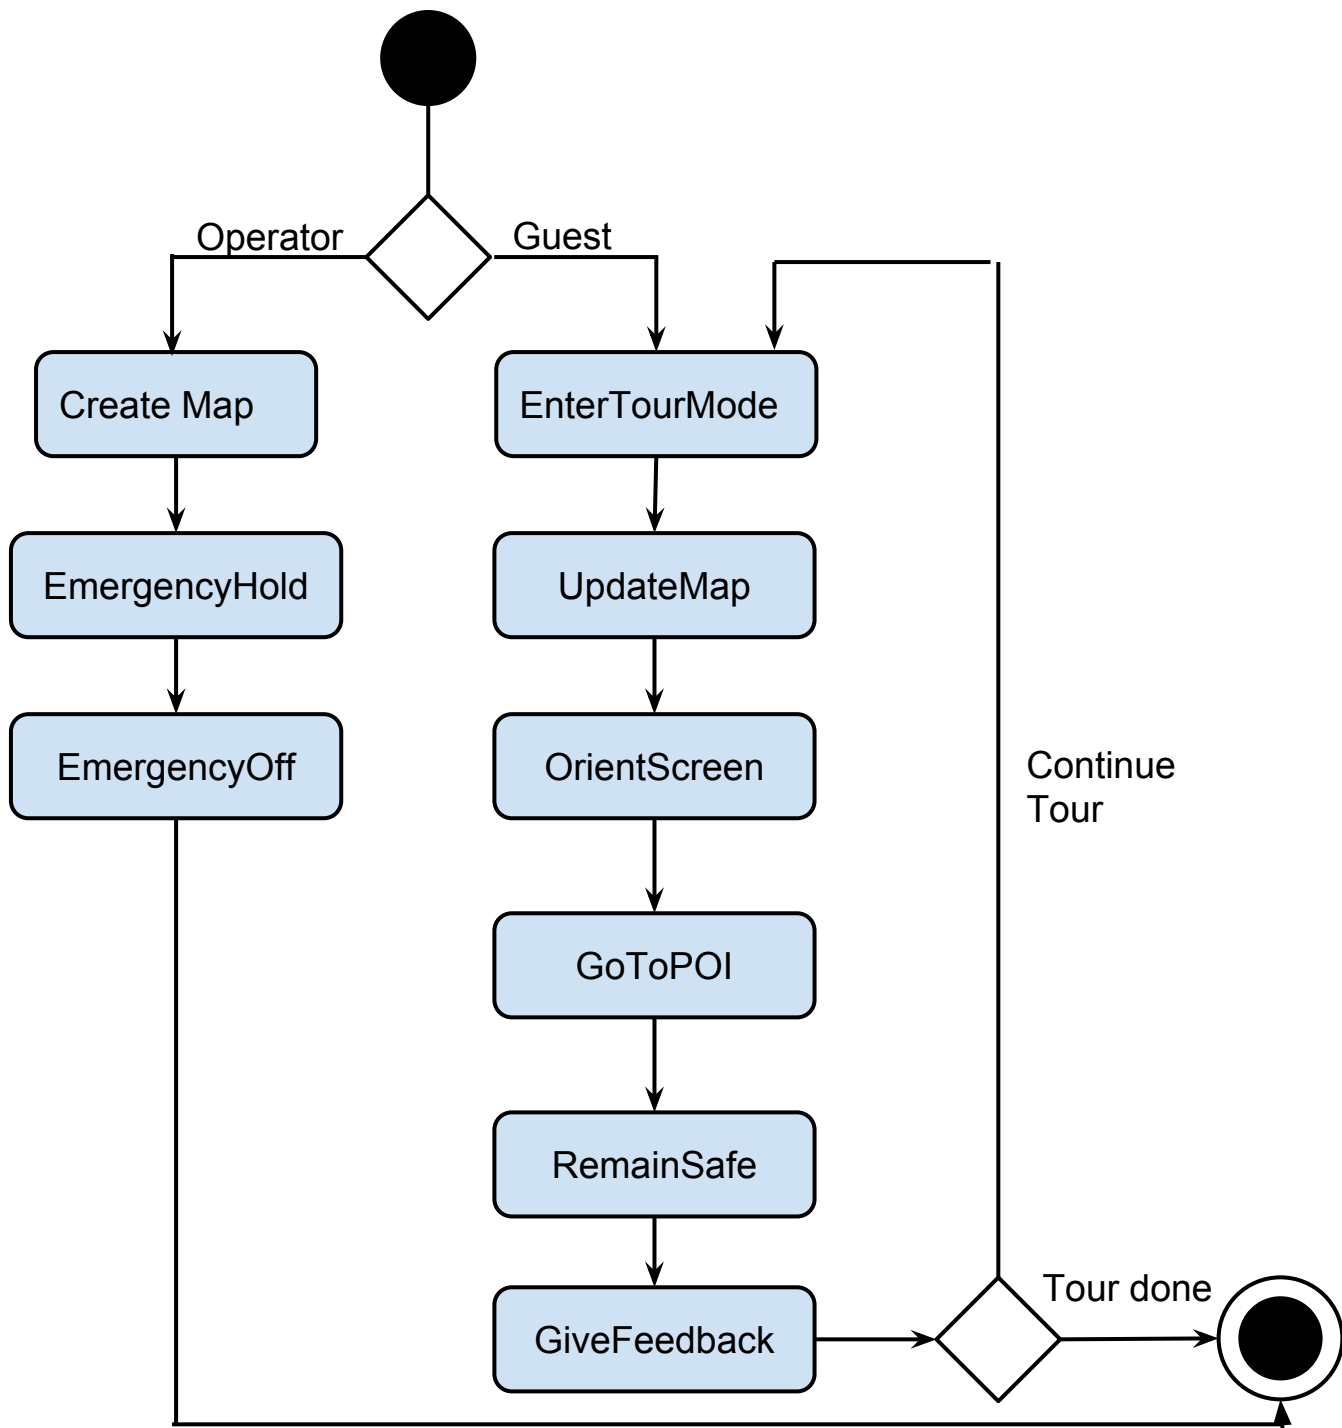 Operator
Guest
Create Map
EnterTourMode
EmergencyHold
UpdateMap
EmergencyOff
OrientScreen
Continue
Tour
GoToPOI
RemainSafe
Tour done
GiveFeedback